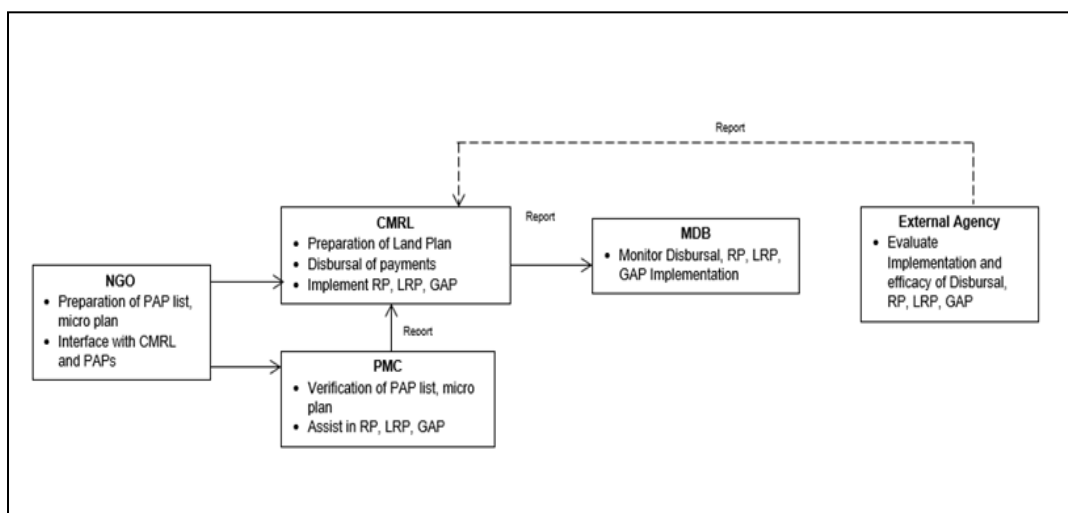 Report
CMRL
• Preparation of Land Plan
• Disbursal of payments
• Implement RP, LRP, GAP
Report
MDB
• Monitor Disbursal, RP, LRP,
GAP Implementation
External Agency
• Evaluate
Implementation and
efficacy of Disbursal,
RP, LRP, GAP
NGO
• Preparation of PAP list,
micro plan
• Interface with CMRL
and PAPs
Report
PMC
• Verification of PAP list, micro
plan
• Assist in RP, LRP, GAP